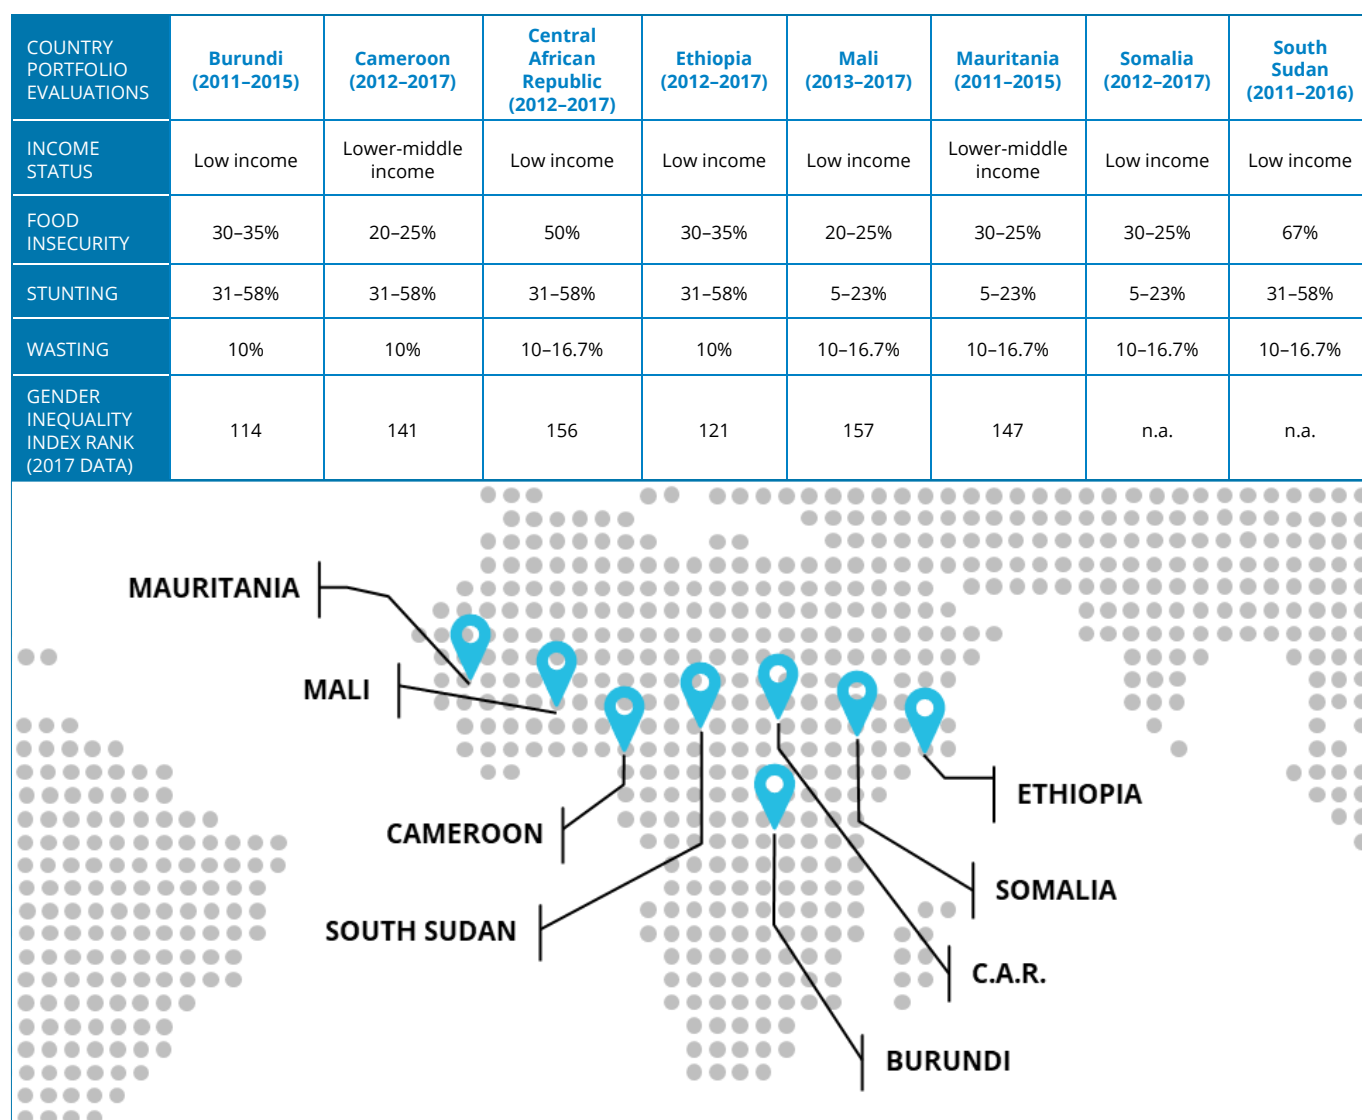 COUNTRY
PORTFOLIO
EVALUATIONS
Burundi
(2011–2015)
Cameroon
(2012–2017)
Central
African
Republic
(2012–2017)
Ethiopia
(2012–2017)
Mali
(2013–2017)
Mauritania
(2011–2015)
Somalia
(2012–2017)
South
Sudan
(2011–2016)
INCOME
STATUS
Low income
Lower-middle
income
Low income
Low income
Low income
Lower-middle
income
Low income
Low income
FOOD
INSECURITY
30–35%
20–25%
50%
30–35%
20–25%
30–25%
30–25%
67%
STUNTING
31–58%
31–58%
31–58%
31–58%
5–23%
5–23%
5–23%
31–58%
WASTING
10%
10%
10–16.7%
10%
10–16.7%
10–16.7%
10–16.7%
10–16.7%
GENDER
INEQUALITY
INDEX RANK
(2017 DATA)
114
141
156
121
157
147
n.a.
n.a.
MAURITANIA
MALI
ETHIOPIA
CAMEROON
SOMALIA
SOUTH SUDAN
C.A.R.
BURUNDI